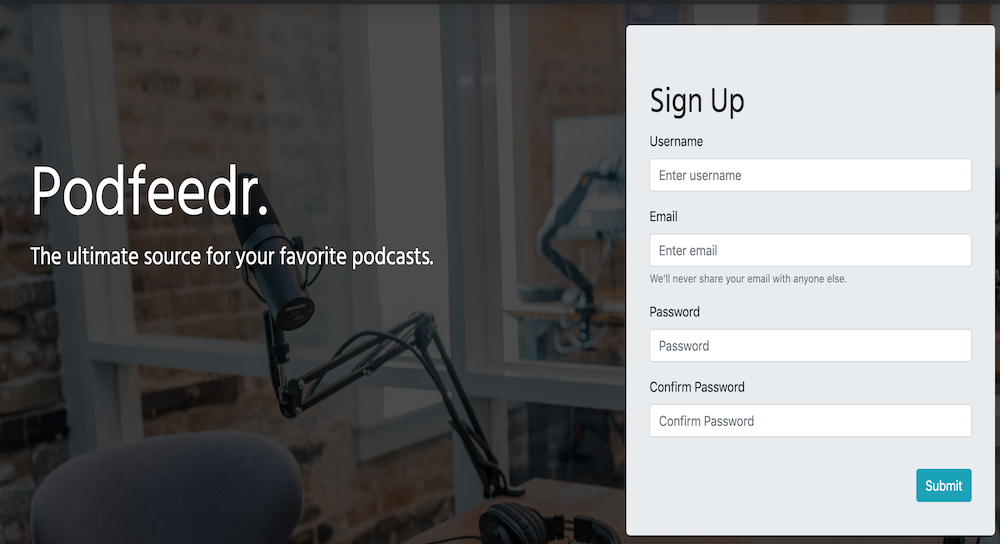 Podfeedr.
The ultimate source for your favorite podcasts.
Sign Up
Username
Enter username
Email
Enter email
We'll never share your email with anyone else.
Password
Password
Confirm Password
Confirm Password
Submit